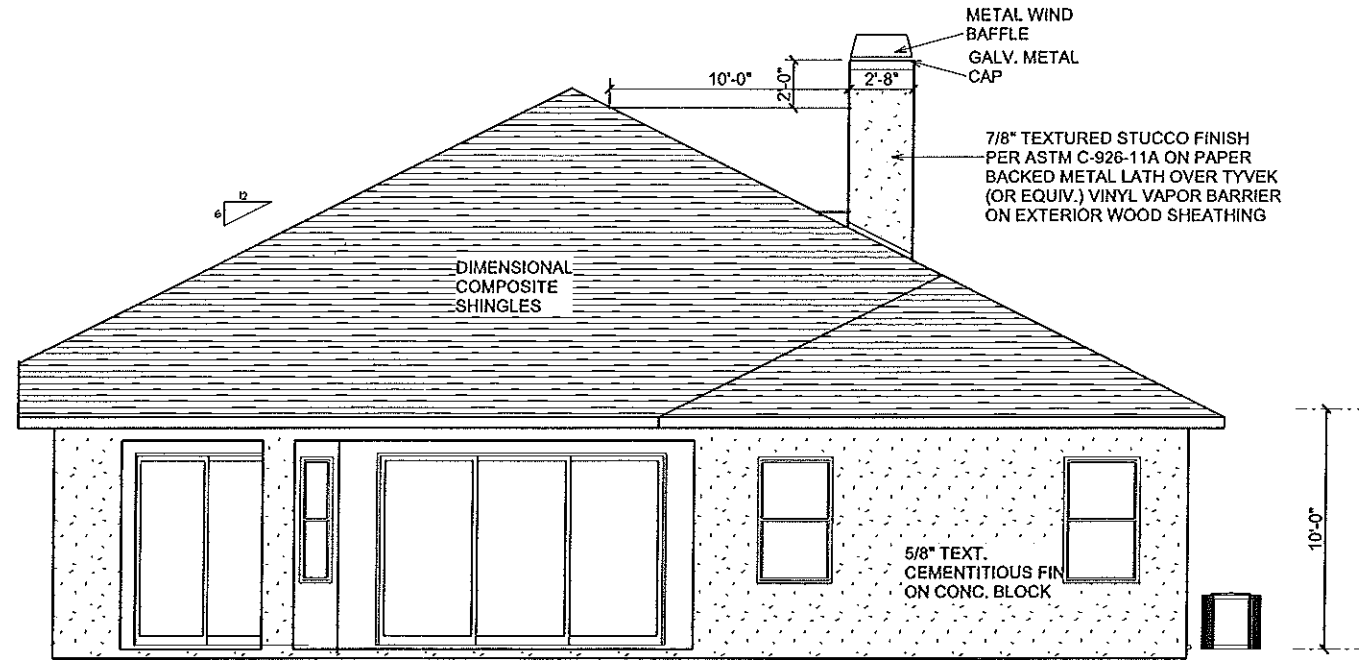 METAL WIND
BAFFLE
GALV. METAL
CAP
10'-0"
2'-0"
2'-8"
7/8" TEXTURED STUCCO FINISH
PER ASTM C-926-11A ON PAPER
BACKED METAL LATH OVER TYVEK
(OR EQUIV.) VINYL VAPOR BARRIER
ON EXTERIOR WOOD SHEATHING
12
6
DIMENSIONAL
COMPOSITE
SHINGLES
10'-0"
5/8" TEXT.
CEMENTITIOUS FIN
ON CONC. BLOCK